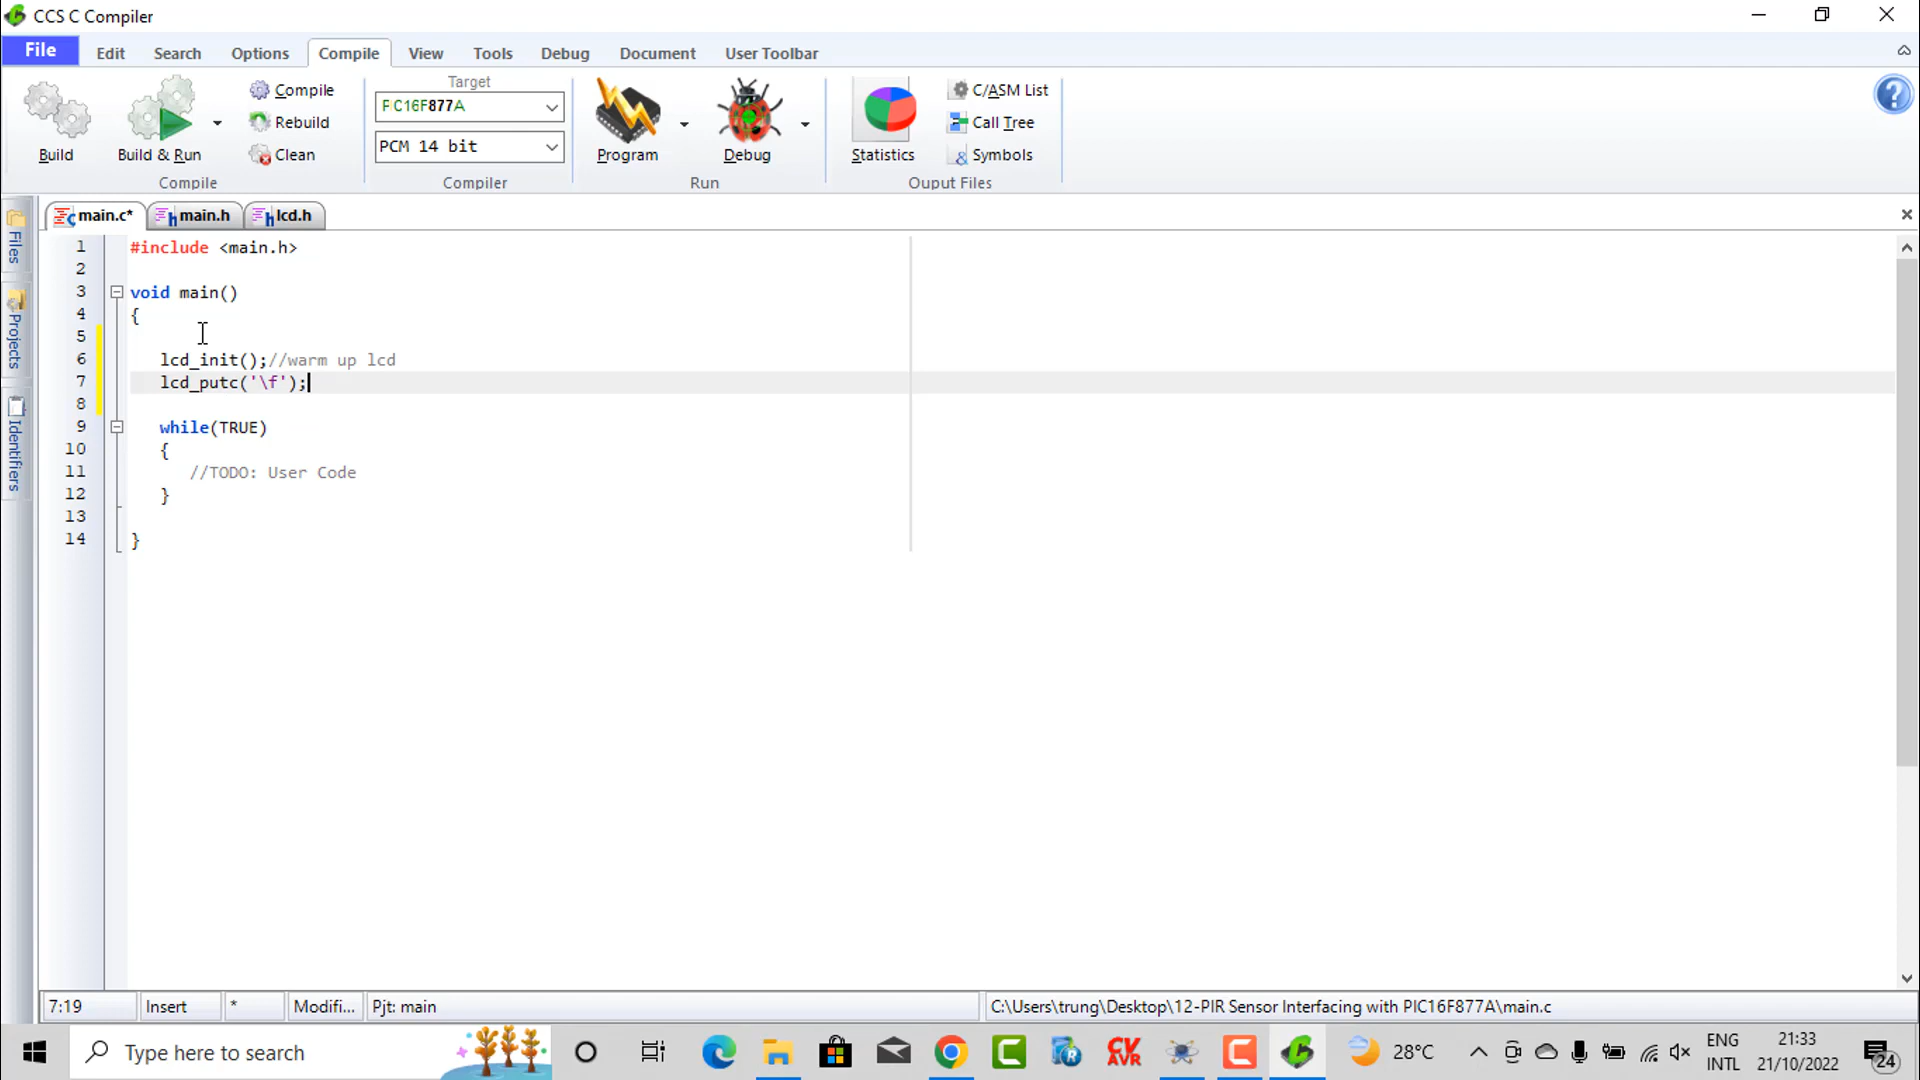 CCS C Compiler
File Edit Search Options Compile View Tools Debug Document User Toolbar
Build
Build & Run
Compile
Rebuild
Clean
Compile
Target
PIC16F877A
PCM 14 bit
Compiler
Program
Debug
Run
Statistics
C/ASM List
Call Tree
Symbols
Ouput Files
Files
Projects
Identifiers
main.c* main.h lcd.h
1 #include <main.h>
2
3 void main()
4 {
5
6 lcd_init();//warm up lcd
7 lcd_putc('\f');
8
9 while(TRUE)
10 {
11 //TODO: User Code
12 }
13
14 }
7:19 Insert * Modifi... Pjt: main C:\Users\trung\Desktop\12-PIR Sensor Interfacing with PIC16F877A\main.c
Type here to search
CV
AVR
28°C
ENG
INTL
21:33
21/10/2022
24